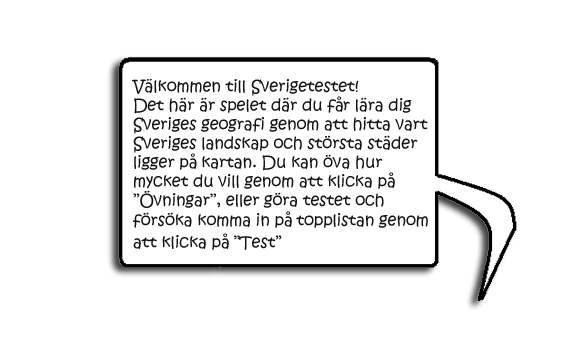 Välkommen till Sverigetestet!
Det här är spelet där du får lära dig
Sveriges geografi genom att hitta vart
Sveriges landskap och största städer
ligger på kartan. Du kan öva hur
mycket du vill genom att klicka på
"Övningar", eller göra testet och
försöka komma in på topplistan genom
att klicka på "Test"